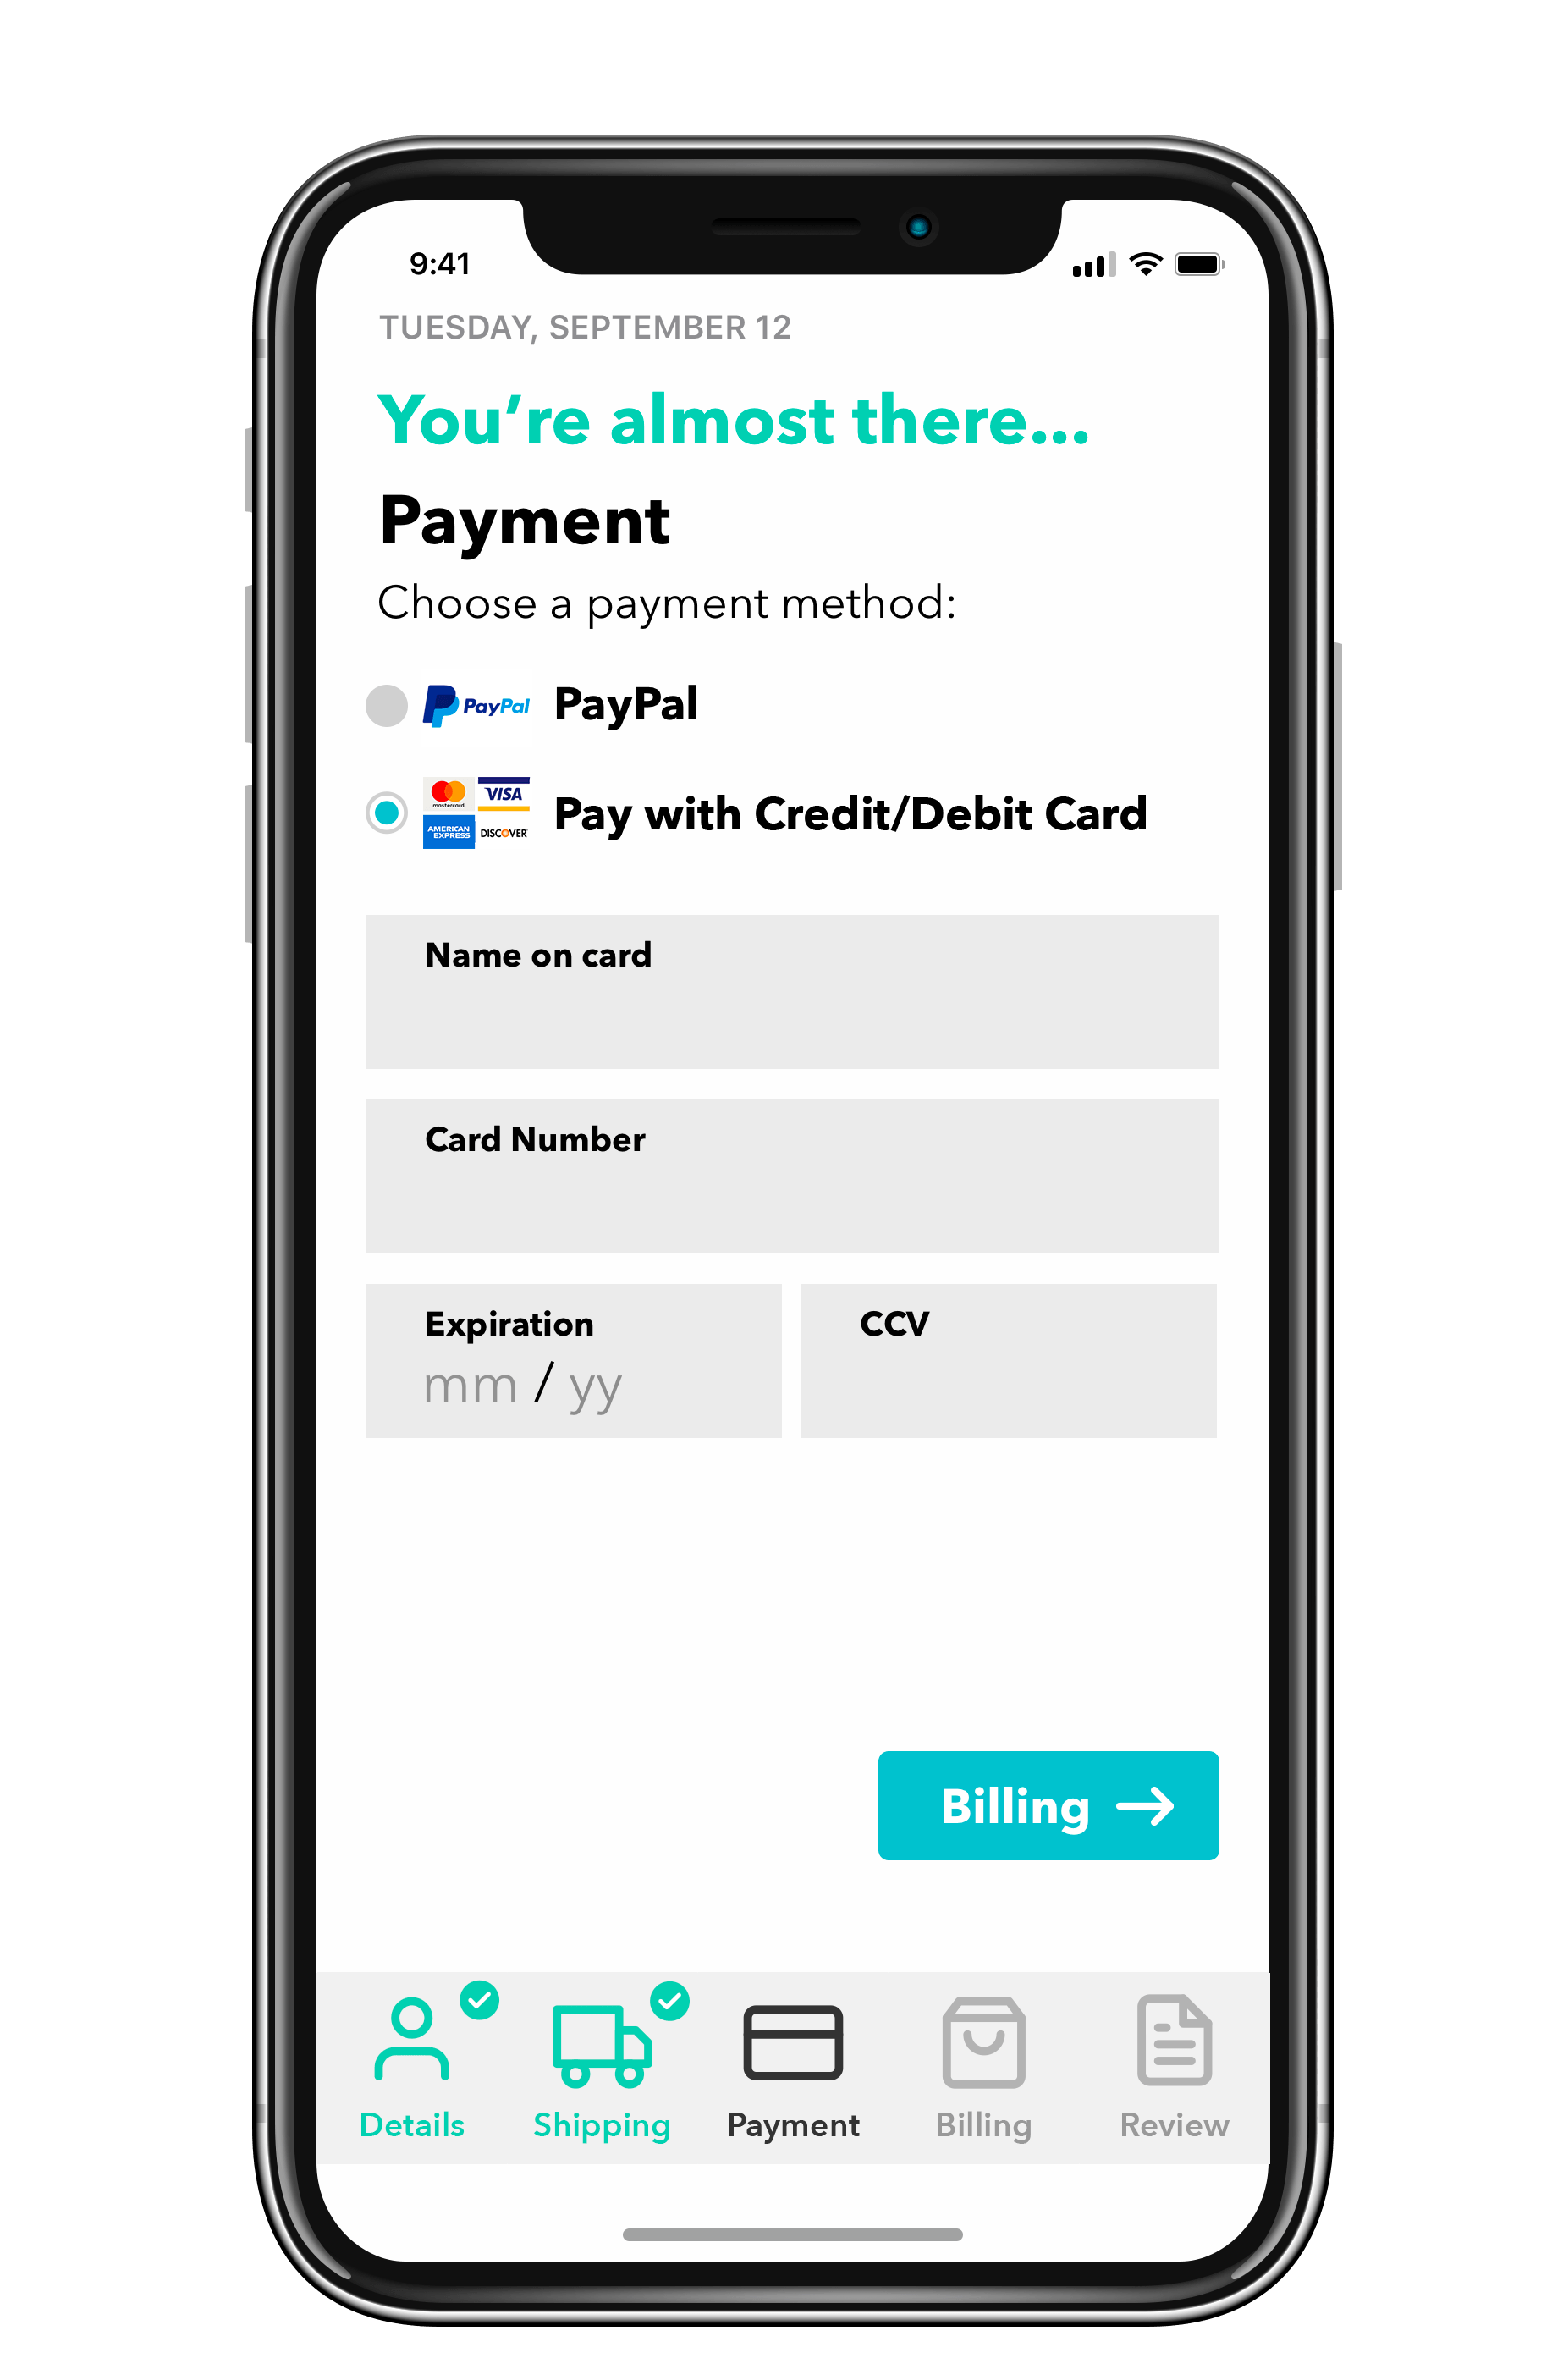 9:41
TUESDAY, SEPTEMBER 12
You’re almost there...
Payment
Choose a payment method:
PayPal PayPal
mastercard VISA
AMERICAN EXPRESS DISCOVER
Pay with Credit/Debit Card
Name on card
Card Number
Expiration CCV
mm / yy
Billing
Details Shipping Payment Billing Review